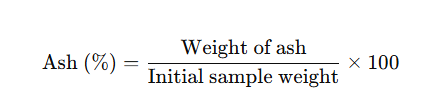 Ash (%) = Weight of ash / Initial sample weight × 100